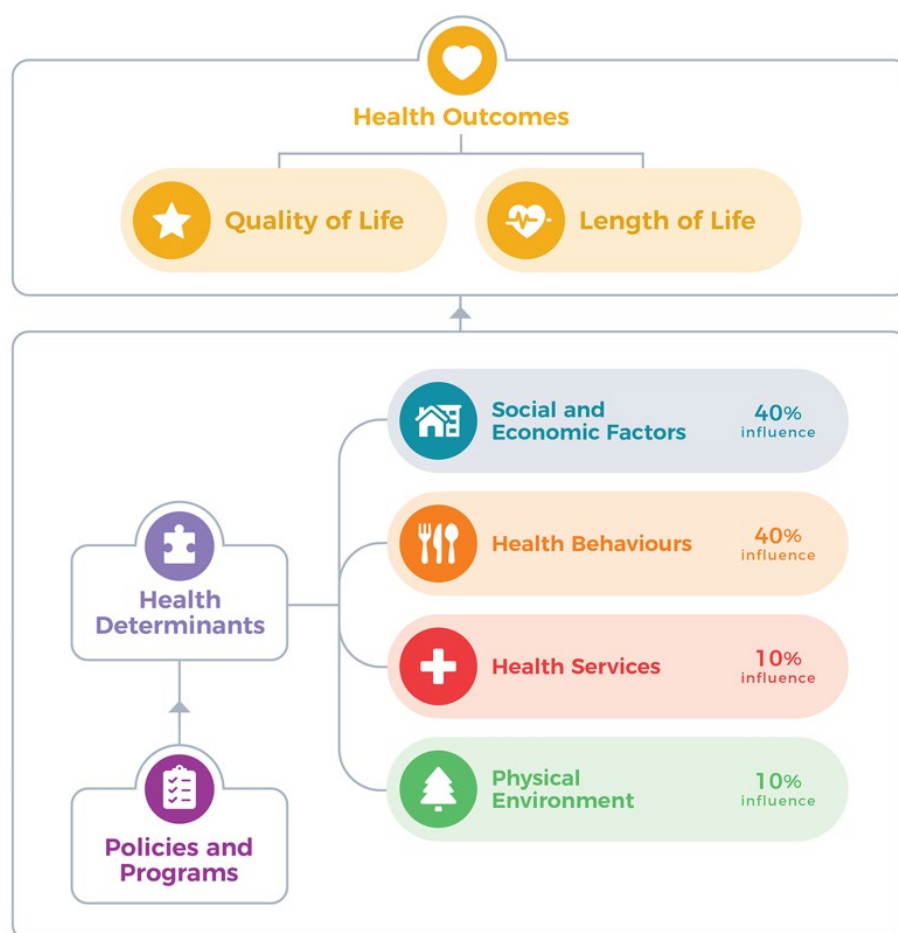 Health Outcomes
Quality of Life
Length of Life
Social and
Economic Factors
40%
influence
Health Behaviours
40%
influence
Health
Determinants
Health Services
10%
influence
Physical
Environment
10%
influence
Policies and
Programs